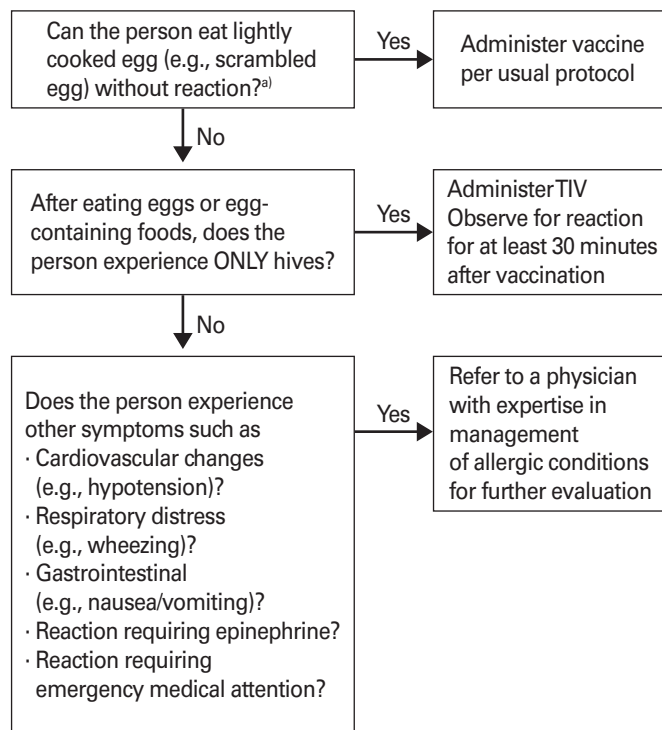 Can the person eat lightly
cooked egg (e.g., scrambled
egg) without reaction?a)
Yes
Administer vaccine
per usual protocol
No
After eating eggs or egg-
containing foods, does the
person experience ONLY hives?
Yes
Administer TIV
Observe for reaction
for at least 30 minutes
after vaccination
No
Does the person experience
other symptoms such as
· Cardiovascular changes
(e.g., hypotension)?
· Respiratory distress
(e.g., wheezing)?
· Gastrointestinal
(e.g., nausea/vomiting)?
· Reaction requiring epinephrine?
· Reaction requiring
emergency medical attention?
Yes
Refer to a physician
with expertise in
management
of allergic conditions
for further evaluation